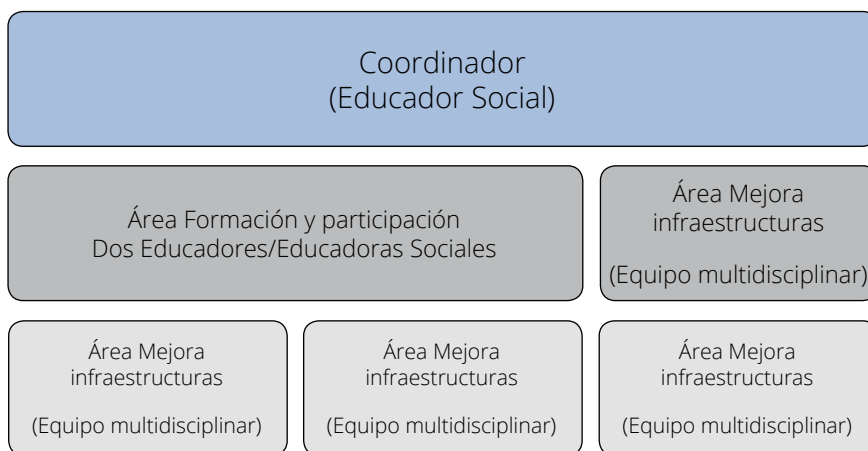 Coordinador
(Educador Social)
Área Formación y participación
Dos Educadores/Educadoras Sociales
Área Mejora
infraestructuras
(Equipo multidisciplinar)
Área Mejora
infraestructuras
(Equipo multidisciplinar)
Área Mejora
infraestructuras
(Equipo multidisciplinar)
Área Mejora
infraestructuras
(Equipo multidisciplinar)